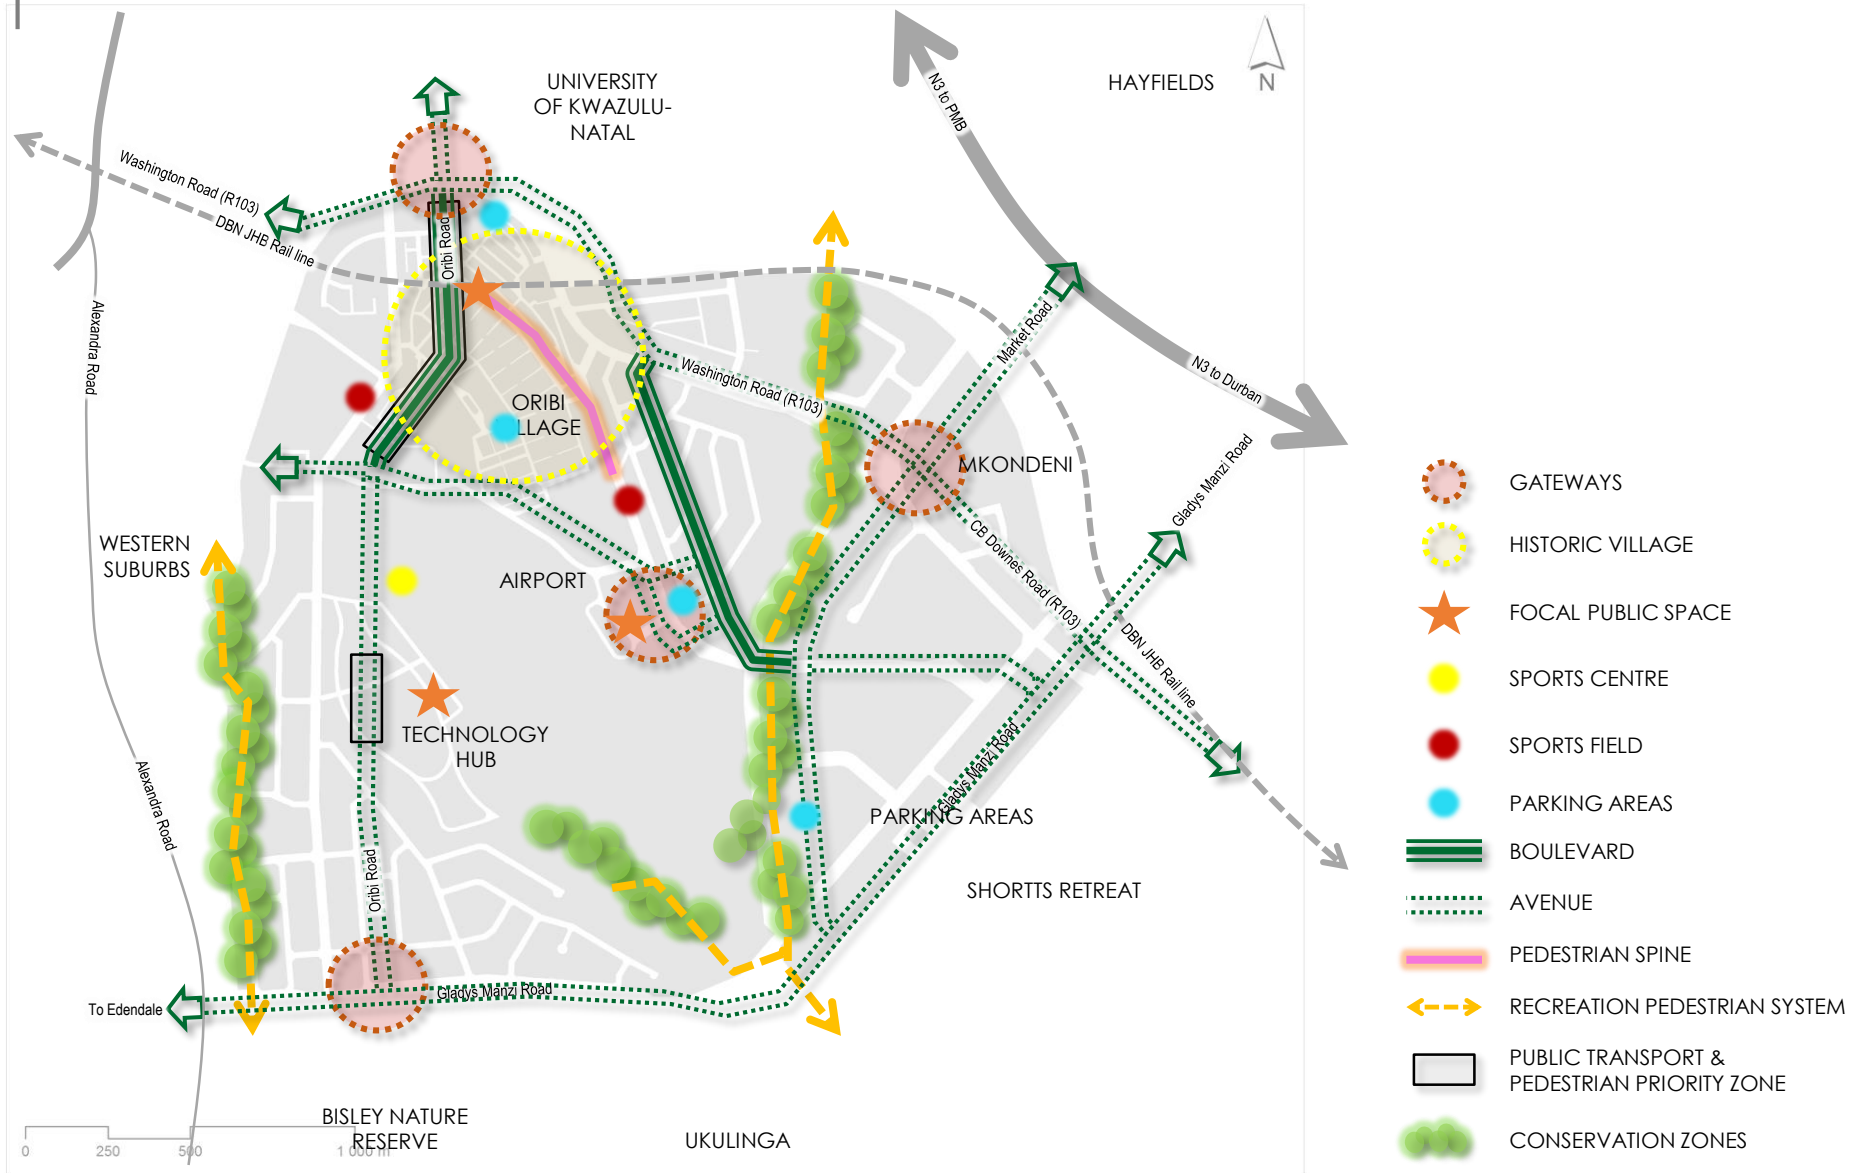 UNIVERSITY
OF KWAZULU-
NATAL
HAYFIELDS
N
N3 to PMB
Washington Road (R103)
DBN JHB Rail line
Oribi Road
Alexandra Road
Market Road
N3 to Durban
Washington Road (R103)
ORIBI
LLAGE
MKONDENI
Gladys Manzi Road
CB Downes Road (R103)
WESTERN
SUBURBS
AIRPORT
DBN JHB Rail line
TECHNOLOGY
HUB
Gladys Manzi Road
Alexandra Road
PARKING AREAS
Oribi Road
SHORTTS RETREAT
Gladys Manzi Road
To Edendale
BISLEY NATURE
RESERVE
UKULINGA
0 250 500 1 000 m
GATEWAYS
HISTORIC VILLAGE
FOCAL PUBLIC SPACE
SPORTS CENTRE
SPORTS FIELD
PARKING AREAS
BOULEVARD
AVENUE
PEDESTRIAN SPINE
RECREATION PEDESTRIAN SYSTEM
PUBLIC TRANSPORT &
PEDESTRIAN PRIORITY ZONE
CONSERVATION ZONES